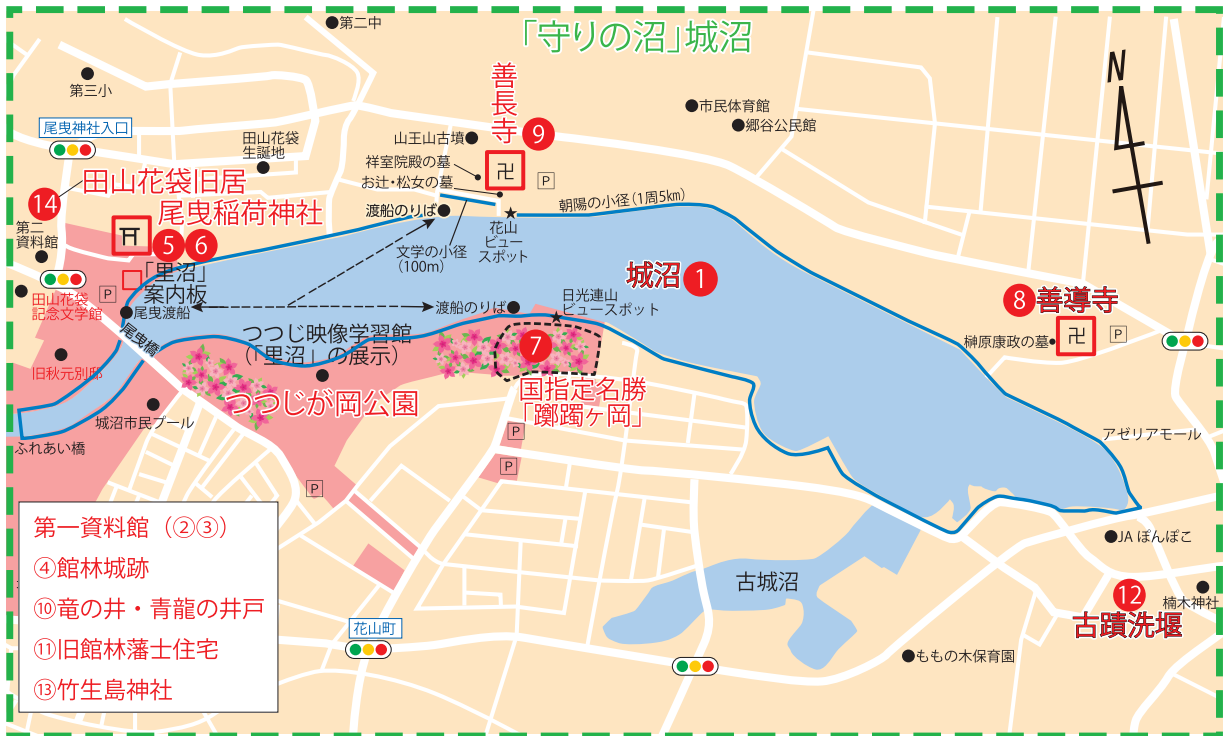 「守りの沼」城沼
第二中
第三小
尾曳神社入口
田山花袋
生誕地
山王山古墳
善長寺
9
市民体育館
郷谷公民館
N
祥室院殿の墓
お辻・松女の墓
卍
P
14
田山花袋旧居
尾曳稲荷神社
5 6
第二
資料館
渡船のりば
花山
ビュー
スポット
朝陽の小径(1周5㎞)
文学の小径
(100m)
「里沼」
案内板
P
田山花袋
記念文学館
尾曳渡船
尾曳橋
城沼 1
渡船のりば
日光連山
ビュースポット
8 善導寺
榊原康政の墓
卍
P
つつじ映像学習館
(「里沼」の展示)
7
旧秋元別邸
つつじが岡公園
国指定名勝
「躑躅ヶ岡」
城沼市民プール
ふれあい橋
P
P
P
アゼリアモール
第一資料館(②③)
④館林城跡
⑩竜の井・青龍の井戸
⑪旧館林藩士住宅
⑬竹生島神社
JA ぽんぽこ
古城沼
12
古蹟洗堰
楠木神社
花山町
ももの木保育園